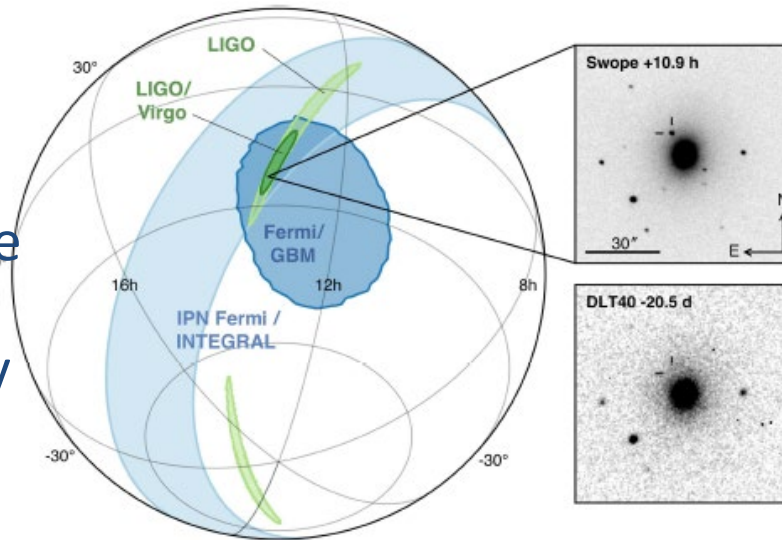 LIGO
30°
LIGO/
Virgo
Swope +10.9 h
30"
N
E
e
Fermi/
GBM
16h
12h
8h
IPN Fermi /
INTEGRAL
DLT40 -20.5 d
y
-30°
-30°